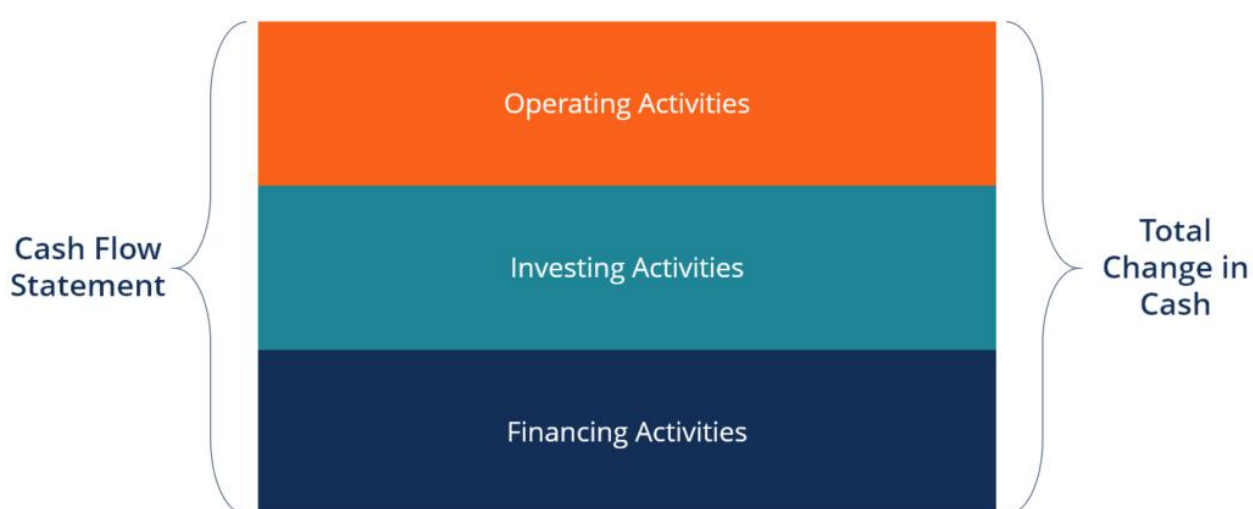 Operating Activities
Cash Flow
Statement
Investing Activities
Total
Change in
Cash
Financing Activities